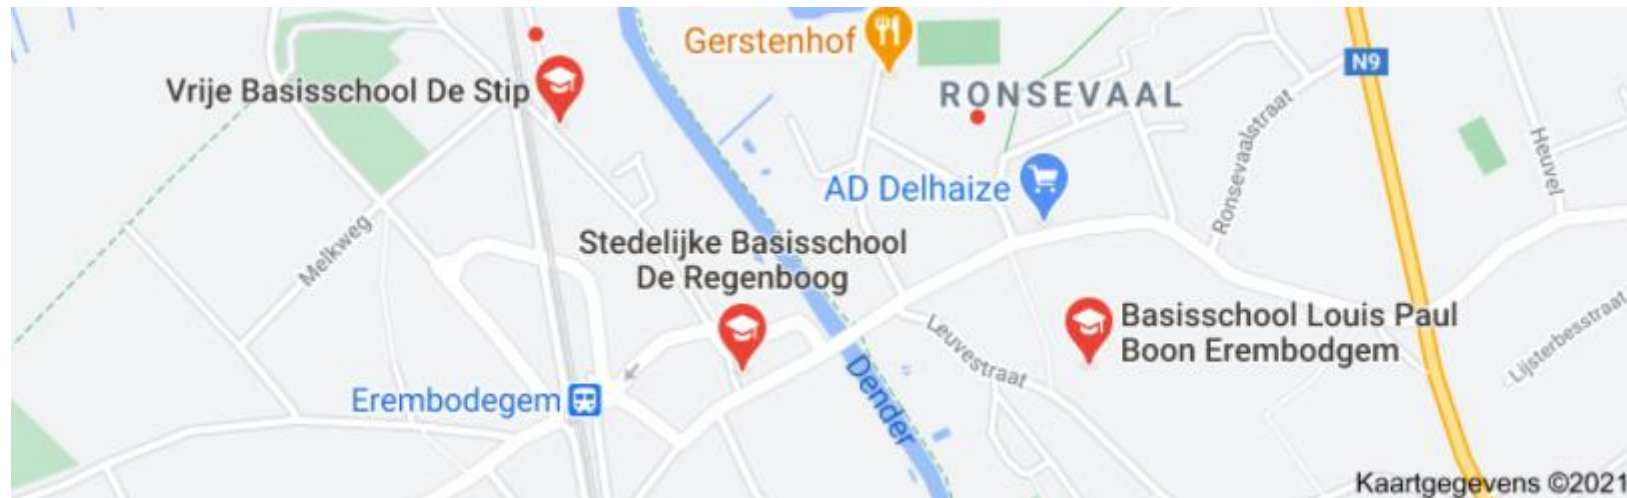 Gerstenhof
N9
Vrije Basisschool De Stip
RONSEVAAL
Ronsevaalstraat
Heuvel
AD Delhaize
Melkweg
Stedelijke Basisschool
De Regenboog
Basisschool Louis Paul
Boon Erembodgem
Leuvestraat
Lijsterbesstraat
Erembodegem
Dender
Kaartgegevens ©2021